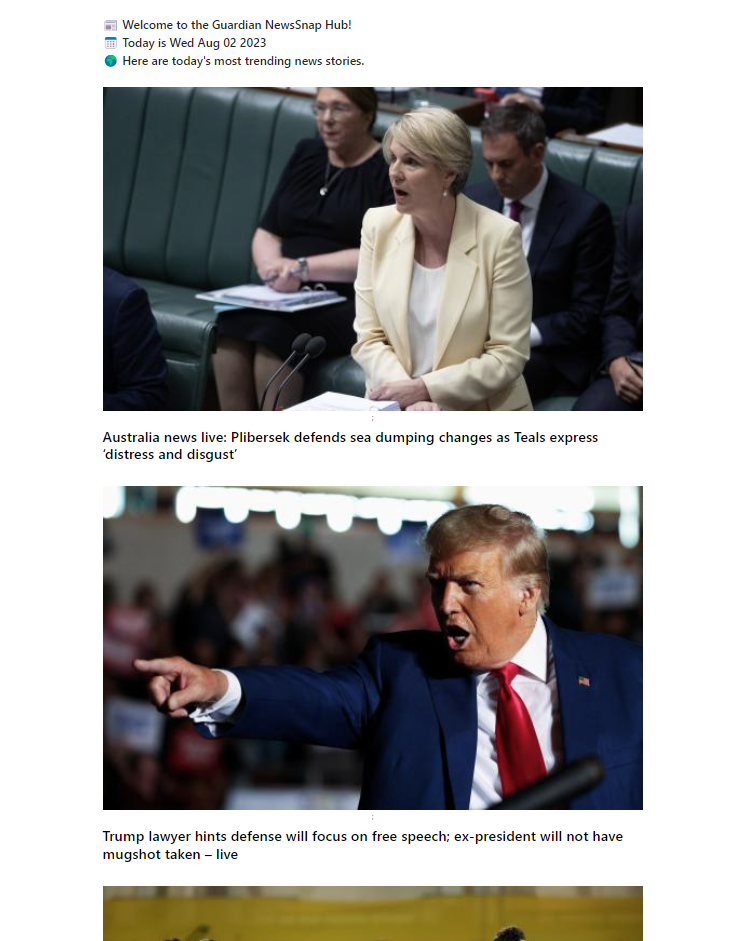 Welcome to the Guardian NewsSnap Hub!
Today is Wed Aug 02 2023
Here are today's most trending news stories.
;
Australia news live: Plibersek defends sea dumping changes as Teals express
‘distress and disgust’
;
Trump lawyer hints defense will focus on free speech; ex-president will not have
mugshot taken – live